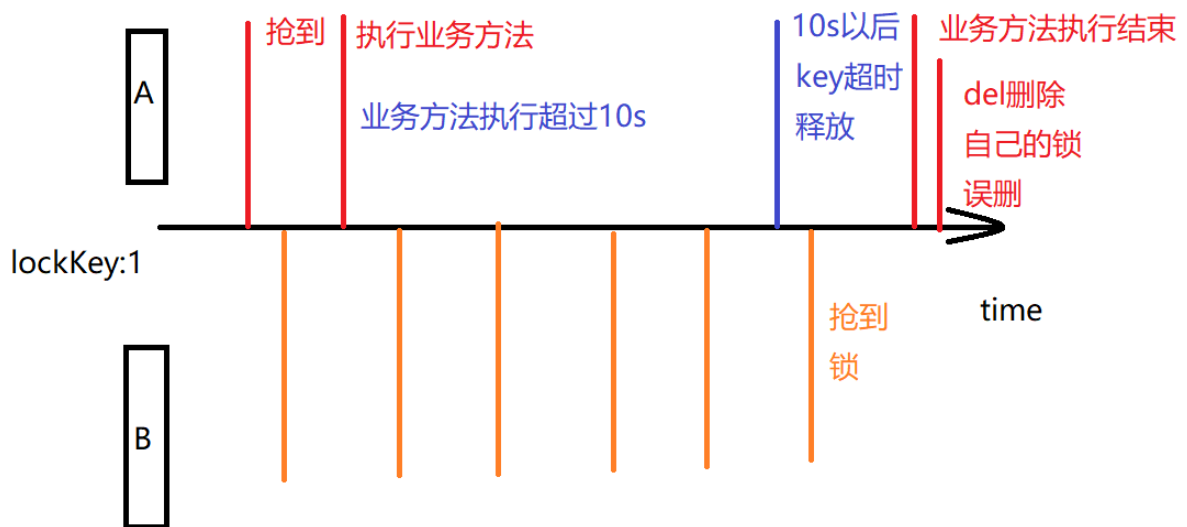 抢到
执行业务方法
10s以后
key超时
释放
业务方法执行结束
A
业务方法执行超过10s
del删除
自己的锁
误删
lockKey:1
time
抢到
锁
B